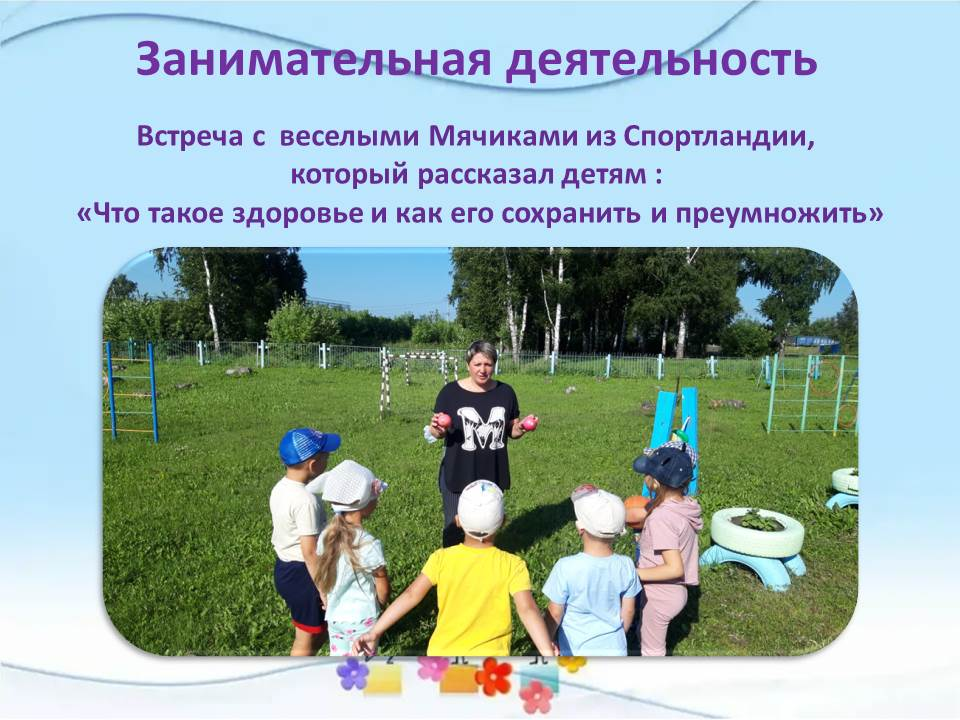 Занимательная деятельность
Встреча с веселыми Мячиками из Спортландии,
который рассказал детям :
«Что такое здоровье и как его сохранить и преумножить»
M